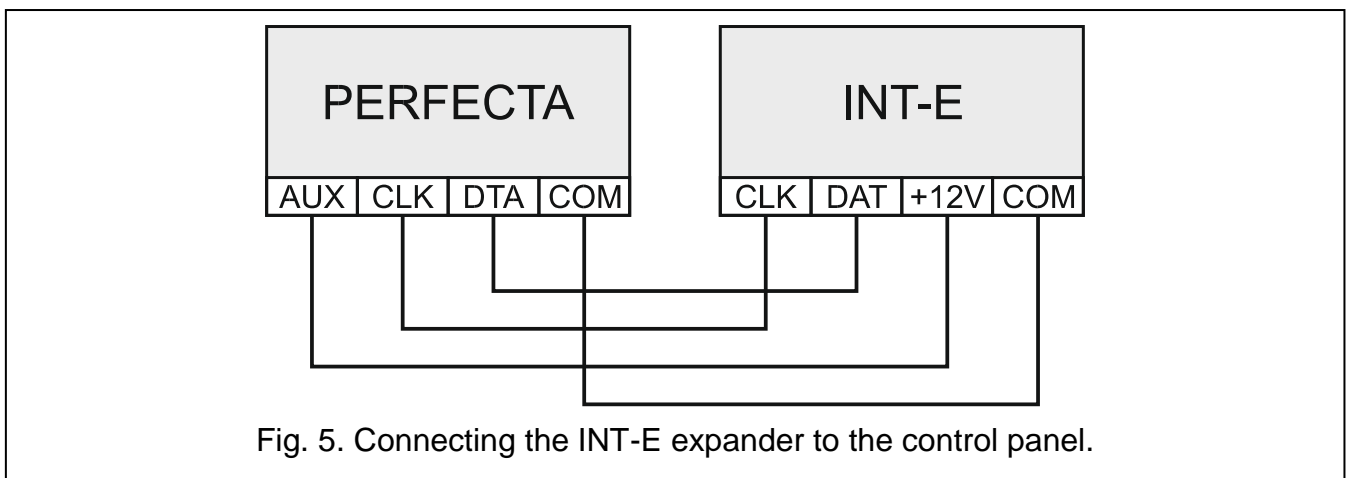 PERFECTA
INT-E
AUX CLK DTA COM
CLK DAT +12V COM
Fig. 5. Connecting the INT-E expander to the control panel.